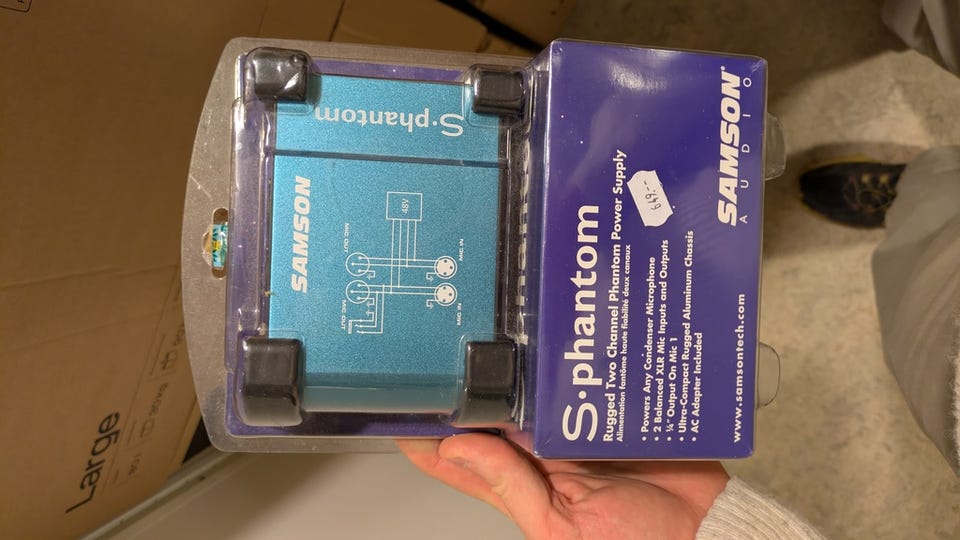 S•phantom
SAMSON
48V
MIC OUT
MIC IN
MIC OUT
MIC IN
S•phantom
Rugged Two Channel Phantom Power Supply
Alimentation fantôme haute fiabilité deux canaux
• Powers Any Condenser Microphone
• 2 Balanced XLR Mic Inputs and Outputs
• ¼" Output On Mic 1
• Ultra-Compact Rugged Aluminum Chassis
• AC Adapter Included
649.--
SAMSON®
AUDIO
www.samsontech.com
Large